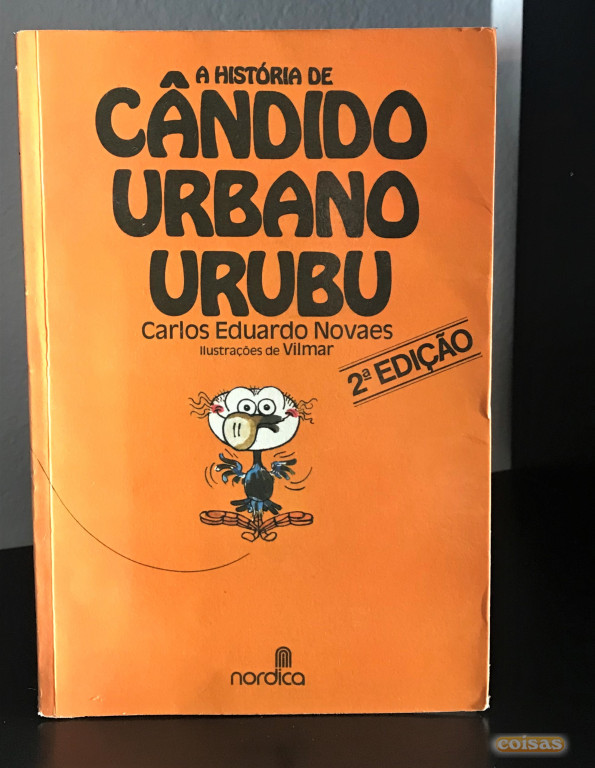 A HISTÓRIA DE
CÂNDIDO
URBANO
URUBU
Carlos Eduardo Novaes
Ilustrações de Vilmar
2ª EDIÇÃO
nordica
coisas